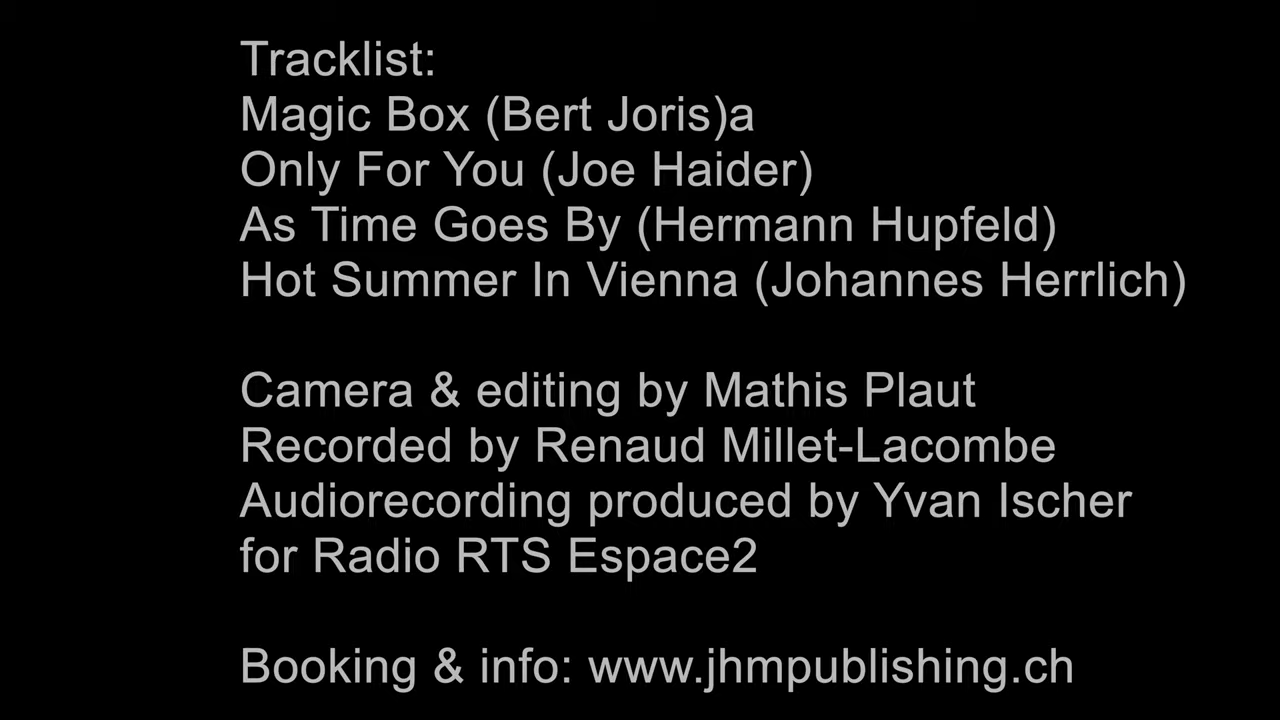 Tracklist:
Magic Box (Bert Joris)a
Only For You (Joe Haider)
As Time Goes By (Hermann Hupfeld)
Hot Summer In Vienna (Johannes Herrlich)
Camera & editing by Mathis Plaut
Recorded by Renaud Millet-Lacombe
Audiorecording produced by Yvan Ischer
for Radio RTS Espace2
Booking & info: www.jhmpublishing.ch